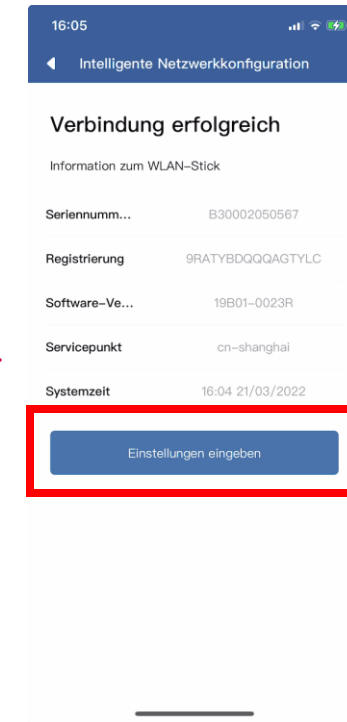 16:05
Intelligente Netzwerkkonfiguration
Verbindung erfolgreich
Information zum WLAN-Stick
Seriennumm... B30002050567
Registrierung 9RATYBDQQQAGTYLC
Software-Ve... 19B01-0023R
Servicepunkt cn-shanghai
Systemzeit 16:04 21/03/2022
Einstellungen eingeben